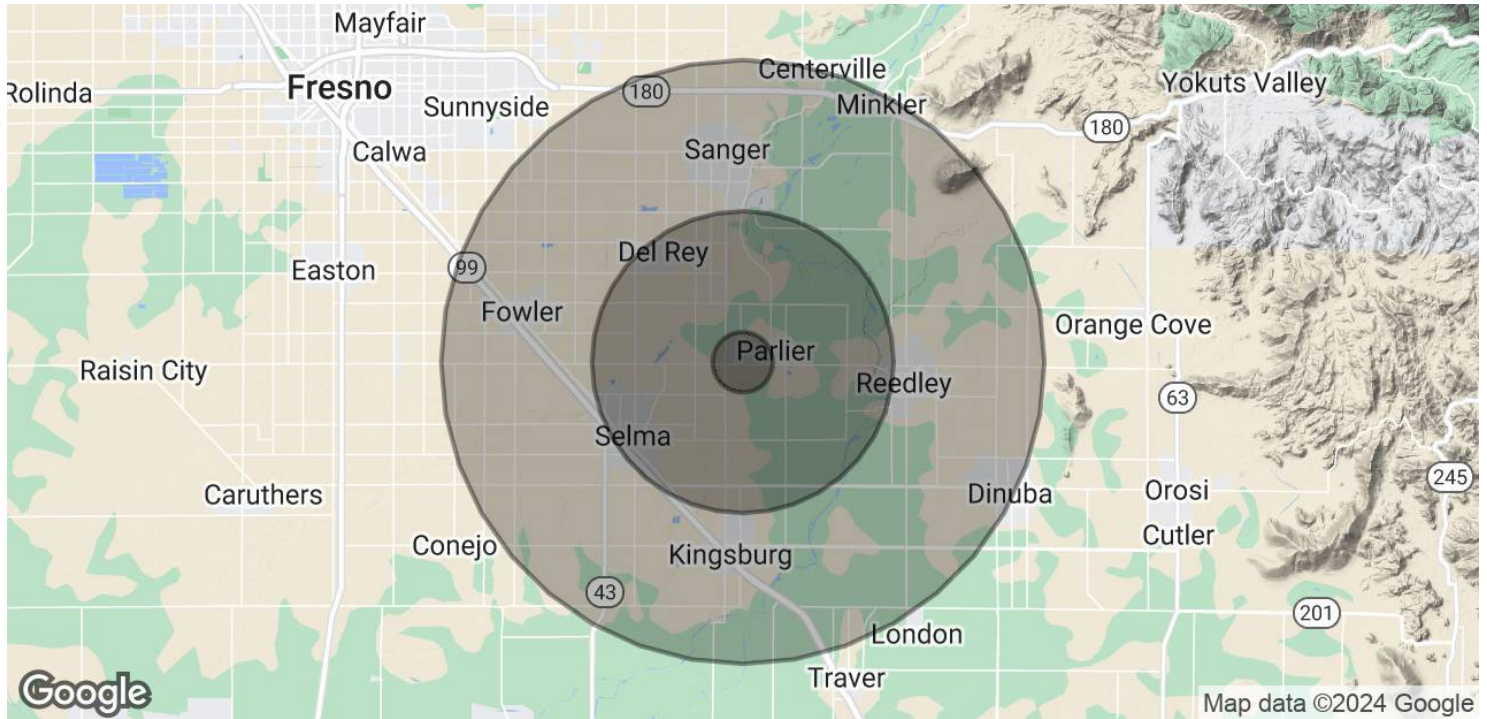 Mayfair
Centerville
Fresno
180
Yokuts Valley
Rolinda
Sunnyside
Minkler
180
Calwa
Sanger
Del Rey
Easton
99
Fowler
Orange Cove
Parlier
Raisin City
Reedley
63
Selma
245
Caruthers
Dinuba
Orosi
Cutler
Conejo
Kingsburg
43
201
London
Traver
Google
Map data ©2024 Google